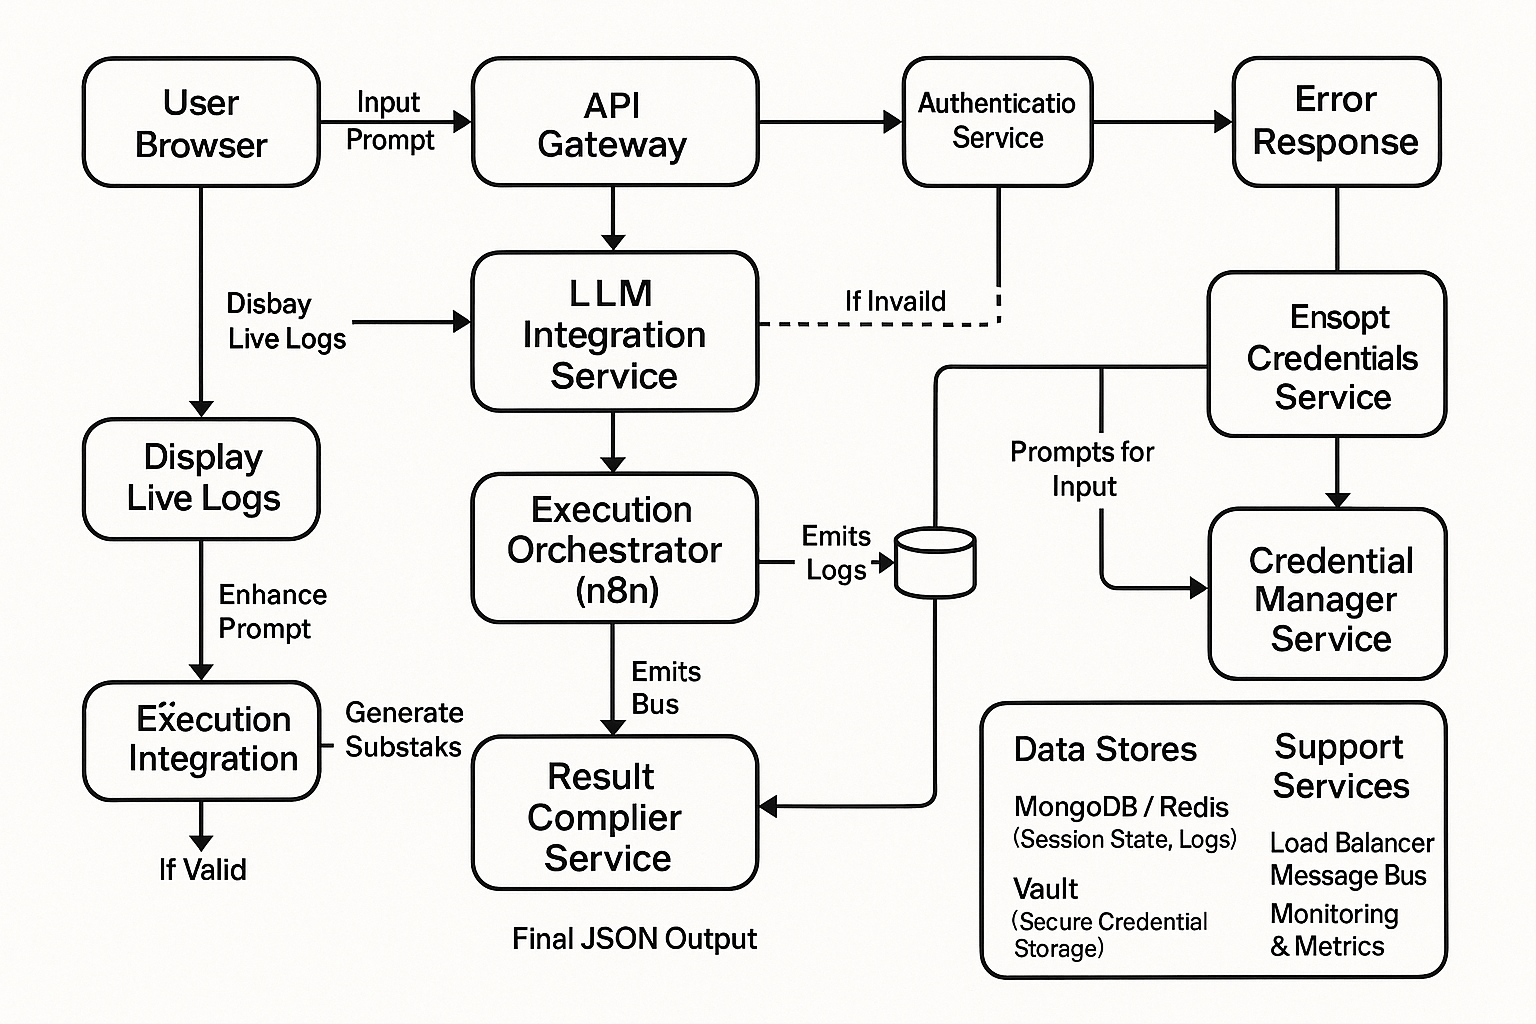 User
Browser
Input
Prompt
API
Gateway
Authenticatio
Service
Error
Response
Disbay
Live Logs
LLM
Integration
Service
If Invaild
Ensopt
Credentials
Service
Display
Live Logs
Enhance
Prompt
Execution
Orchestrator
(n8n)
Emits
Logs
Prompts for
Input
Credential
Manager
Service
Emits
Bus
Eẍecution
Integration
Generate
Substaks
If Valid
Result
Complier
Service
Final JSON Output
Data Stores
MongoDB / Redis
(Session State, Logs)
Vault
(Secure Credential
Storage)
Support
Services
Load Balancer
Message Bus
Monitoring
& Metrics